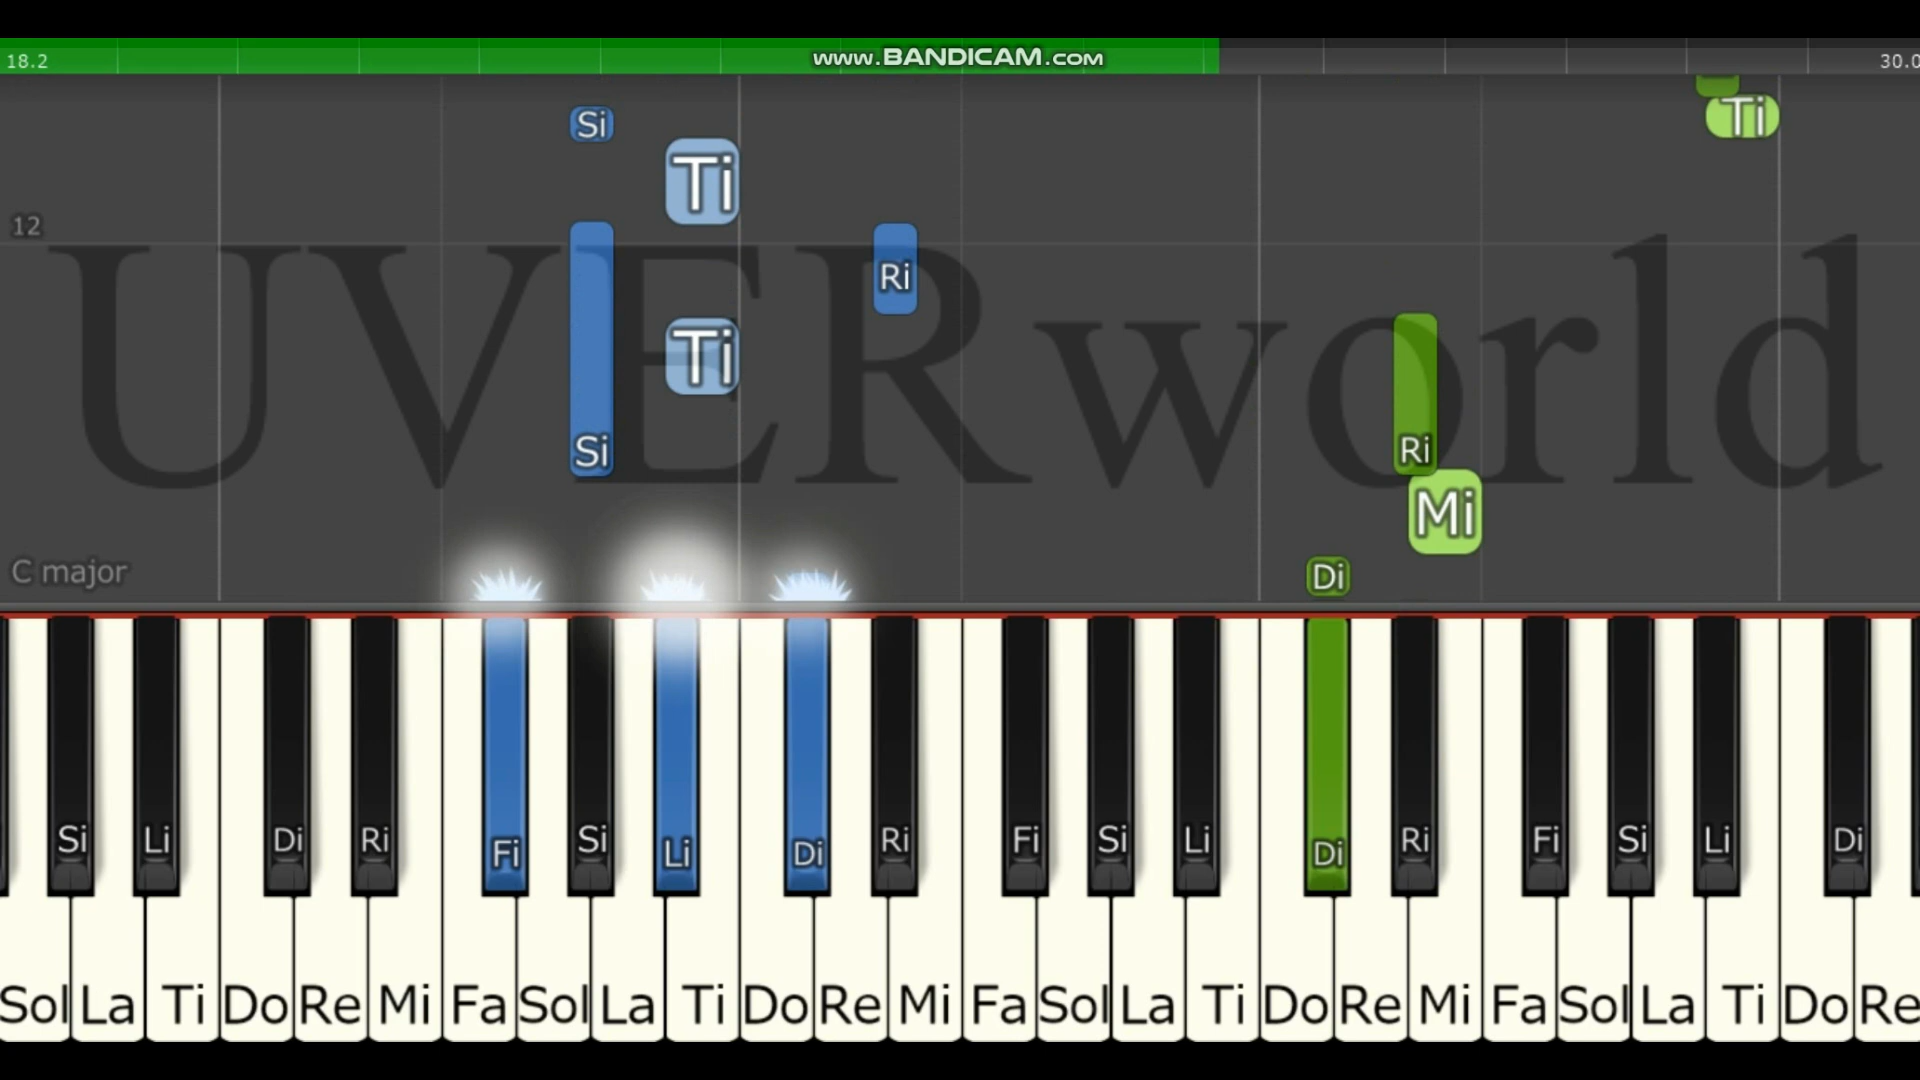 18.2 www.BANDICAM.com 30.0
Si Ti
Ti
12
UVERworld
Ri
Ti
Si Ri
Mi
C major Di
Si Li Di Ri Fi Si Li Di Ri Fi Si Li Di Ri Fi Si Li Di
Sol La Ti Do Re Mi Fa Sol La Ti Do Re Mi Fa Sol La Ti Do Re Mi Fa Sol La Ti Do Re